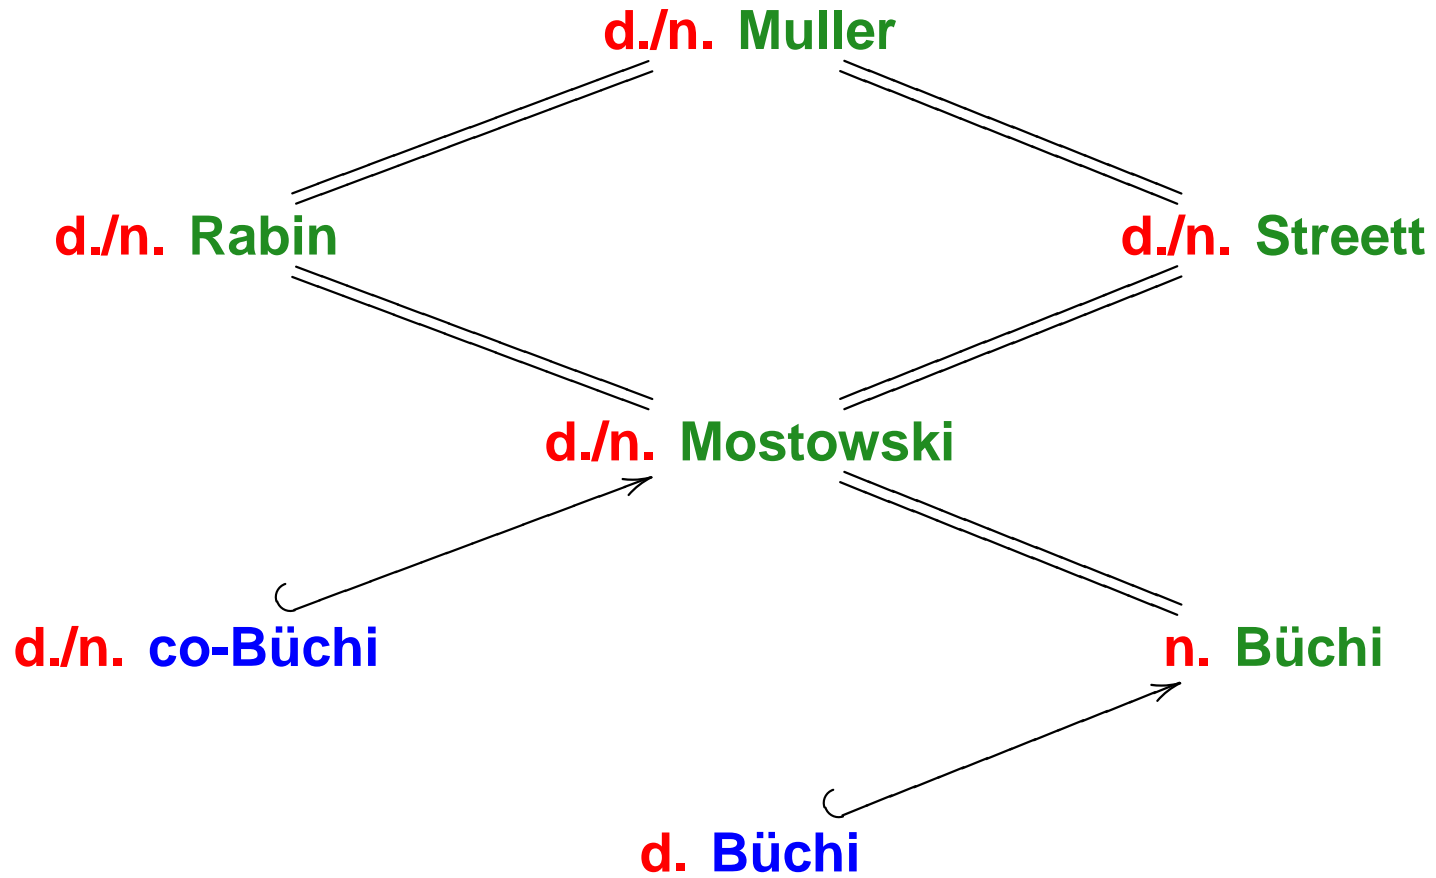 d./n. Muller
d./n. Rabin
d./n. Streett
d./n. Mostowski
d./n. co-Büchi
n. Büchi
d. Büchi